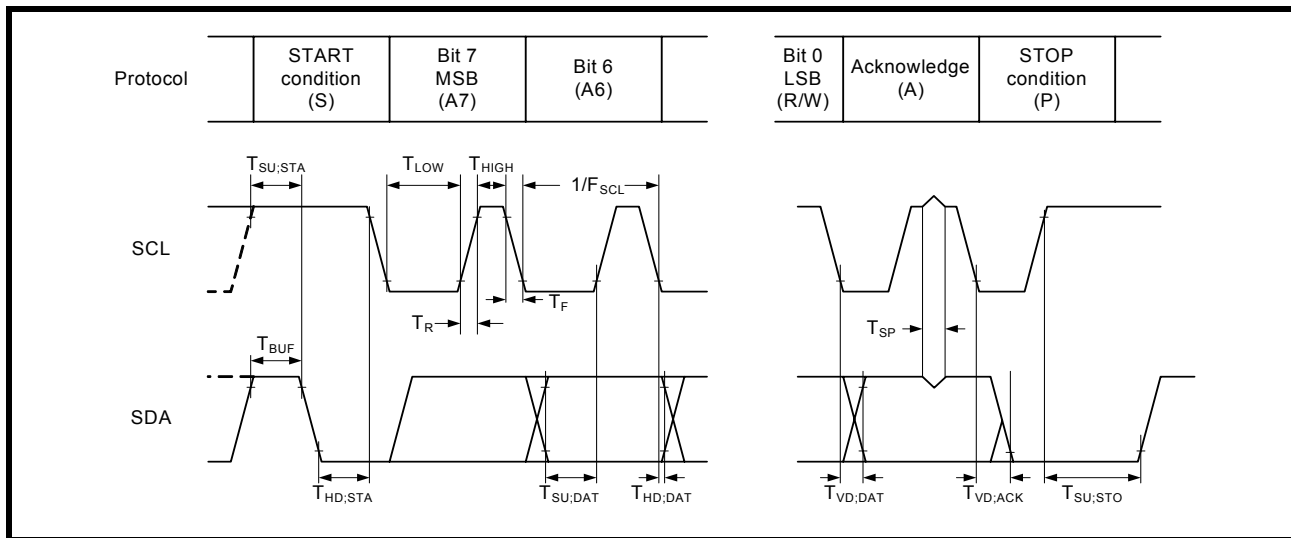 Protocol
START
condition
(S)
Bit 7
MSB
(A7)
Bit 6
(A6)
Bit 0
LSB
(R/W)
Acknowledge
(A)
STOP
condition
(P)
TSU;STA
TLOW
THIGH
1/FSCL
SCL
TR
TF
TSP
TBUF
SDA
THD;STA
TSU;DAT
THD;DAT
TVD;DAT
TVD;ACK
TSU;STO